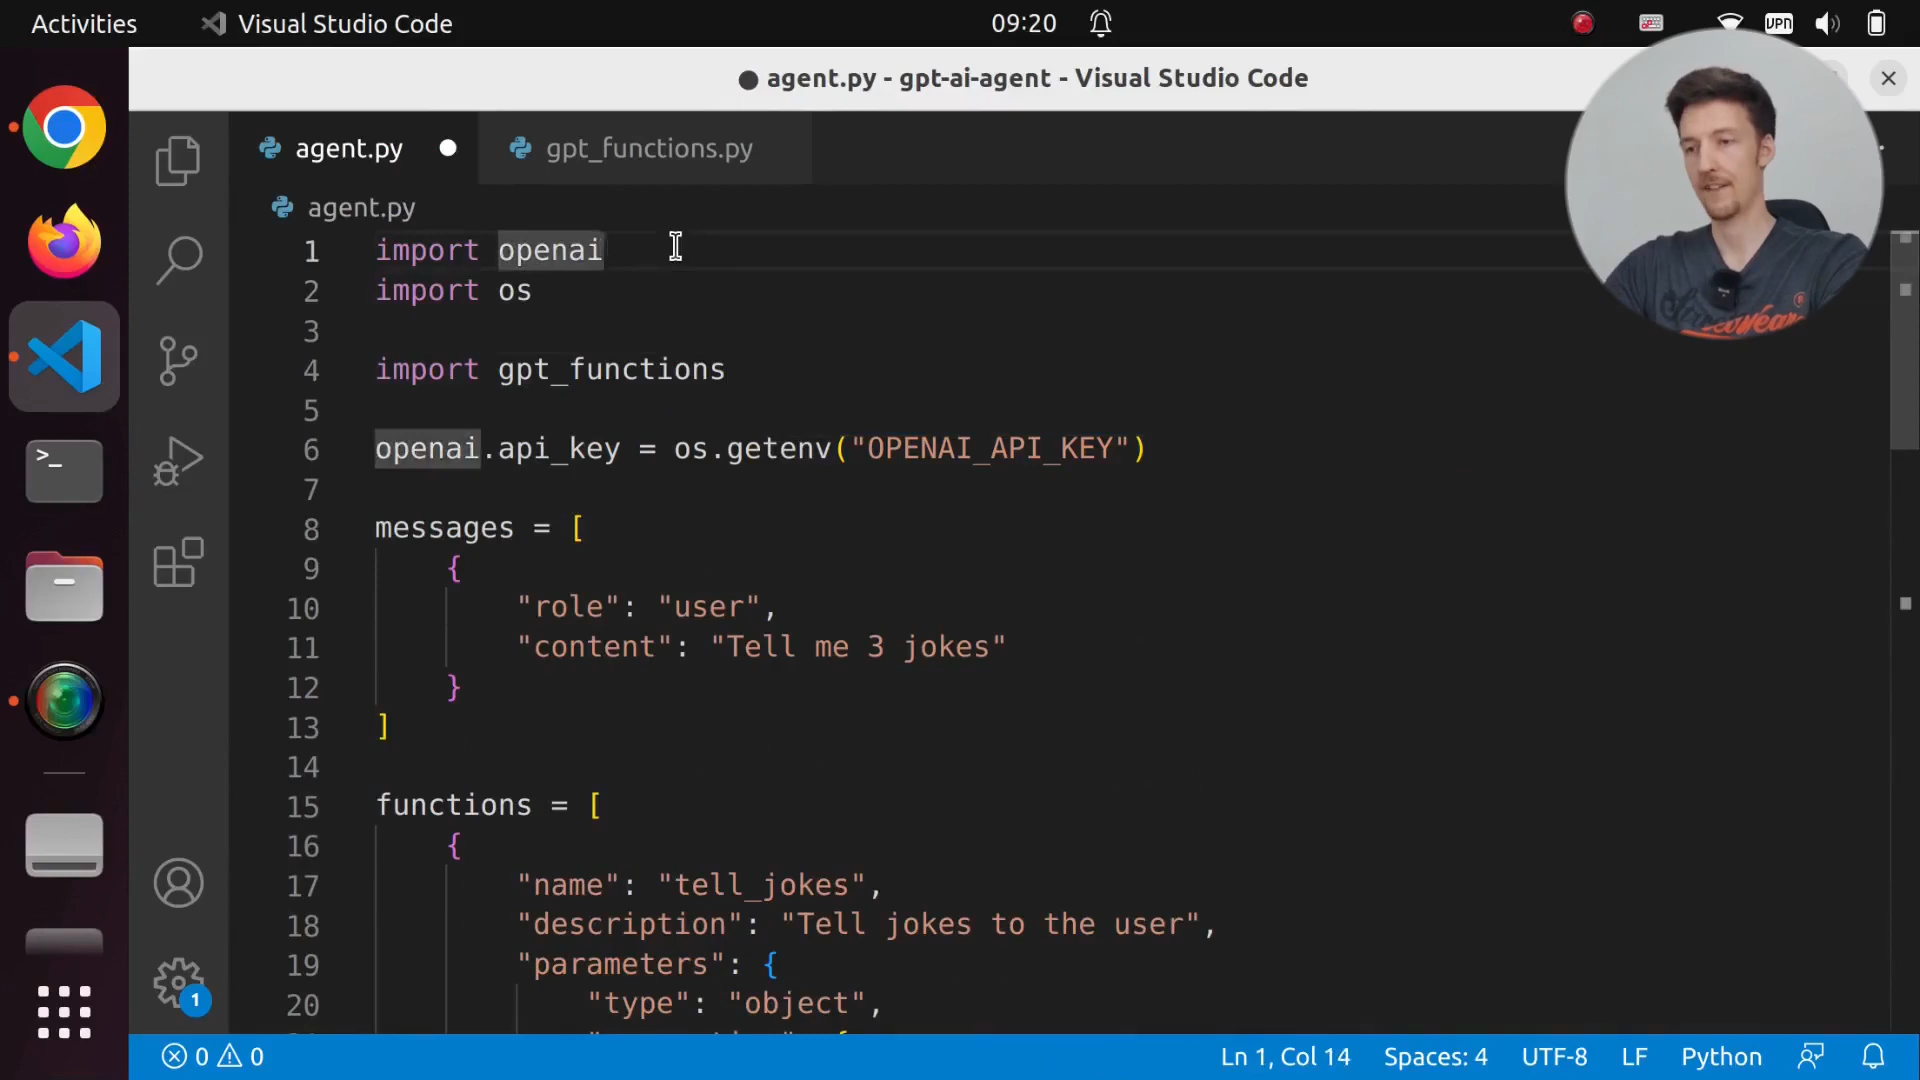 Activities
Visual Studio Code
09:20
VPN
● agent.py - gpt-ai-agent - Visual Studio Code
agent.py
gpt_functions.py
agent.py
1 import openai
2 import os
3
4 import gpt_functions
5
6 openai.api_key = os.getenv("OPENAI_API_KEY")
7
8 messages = [
9 {
10 "role": "user",
11 "content": "Tell me 3 jokes"
12 }
13 ]
14
15 functions = [
16 {
17 "name": "tell_jokes",
18 "description": "Tell jokes to the user",
19 "parameters": {
20 "type": "object",
1
0 0
Ln 1, Col 14
Spaces: 4
UTF-8
LF
Python